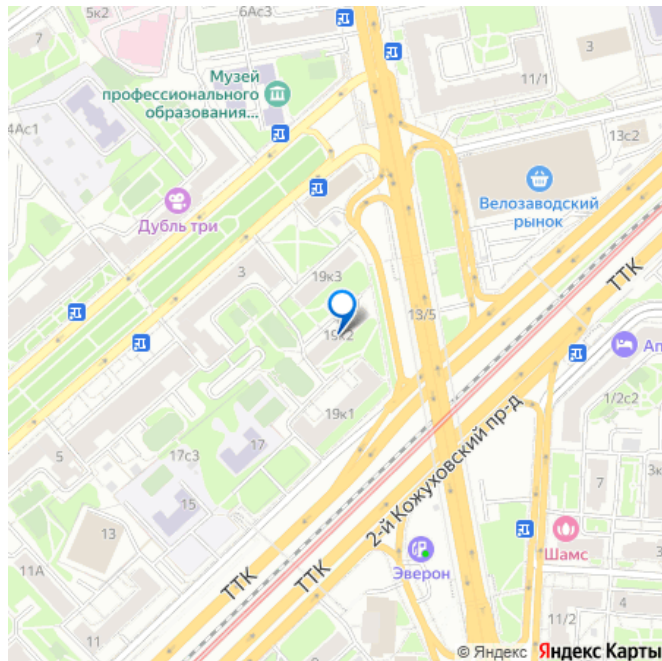 5к2
6Ас3
7
3
11/1
Музей
профессионального
образования...
4Ас1
13с2
Велозаводский
рынок
Дубль три
ТТК
3
19к3
13/5
19к2
1/2с2
19к1
2-й Кожуховский пр-д
17
5
17с3
7
15
13
Шамс
Эверон
11А
ТТК
ТТК
4
11
11/2
© Яндекс Яндекс Карты